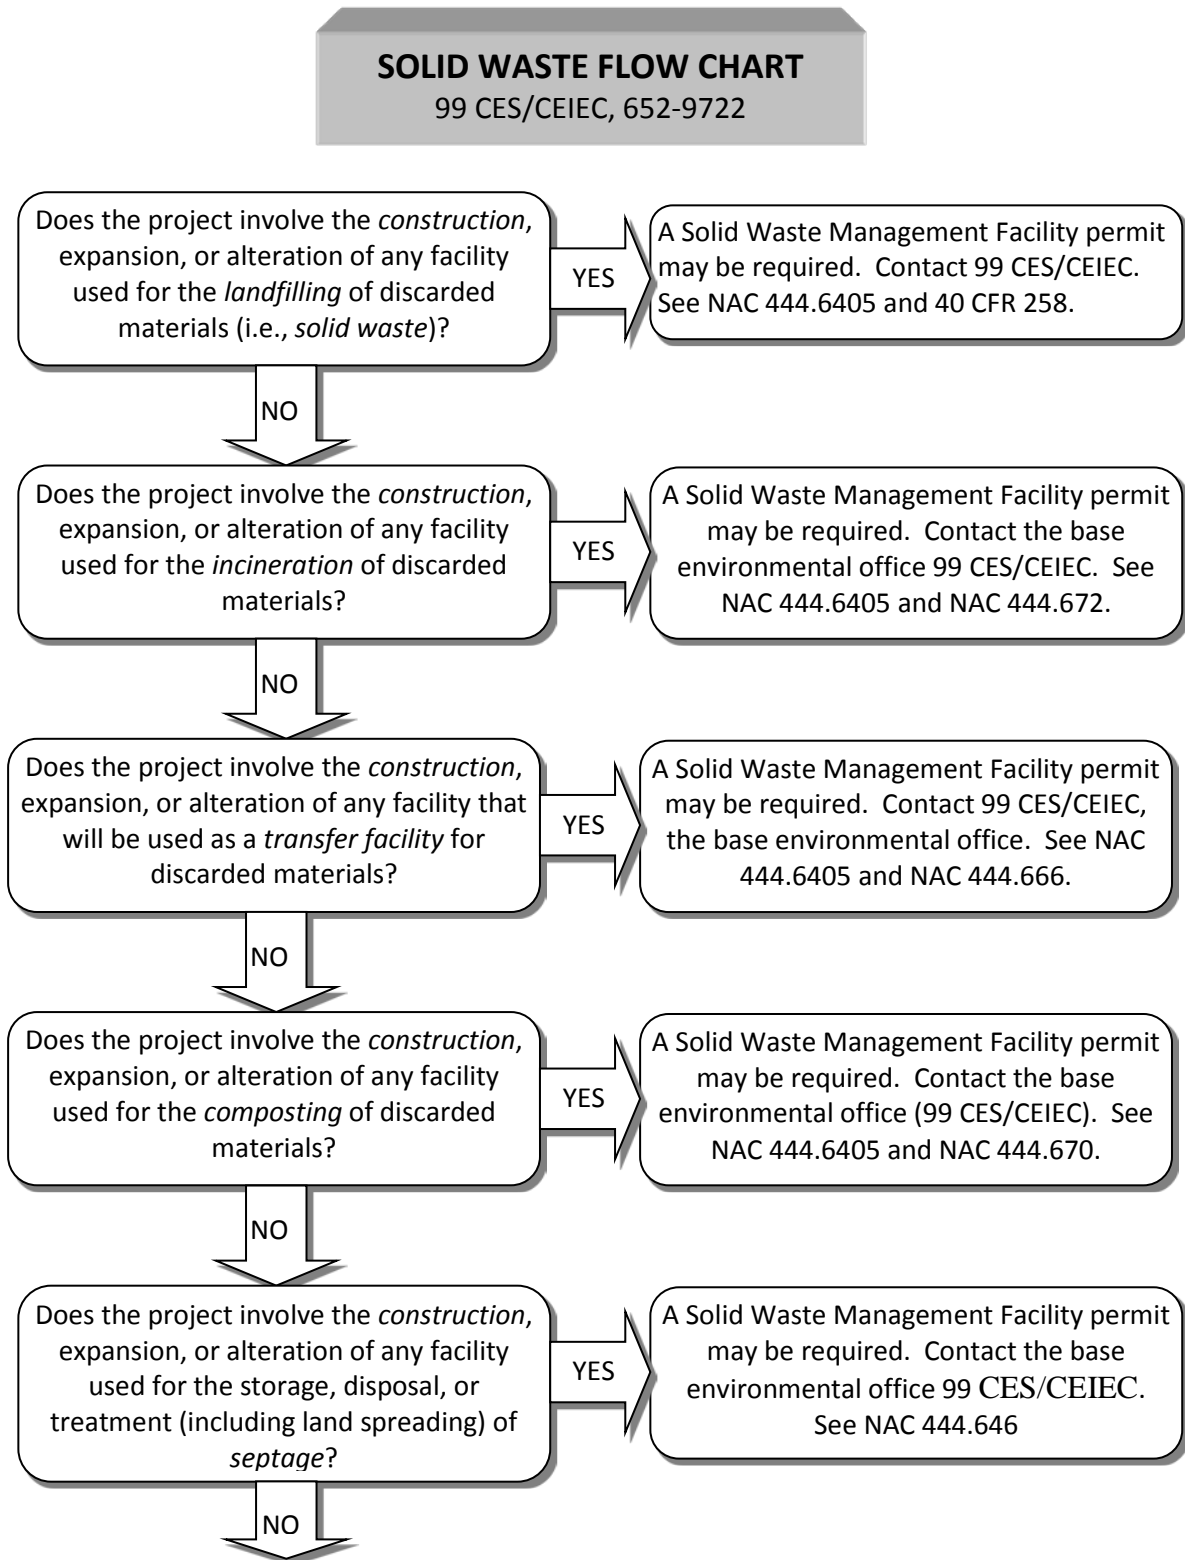 SOLID WASTE FLOW CHART
99 CES/CEIEC, 652-9722
Does the project involve the construction,
expansion, or alteration of any facility
used for the landfilling of discarded
materials (i.e., solid waste)?
YES
A Solid Waste Management Facility permit
may be required.  Contact 99 CES/CEIEC.
See NAC 444.6405 and 40 CFR 258.
NO
Does the project involve the construction,
expansion, or alteration of any facility
used for the incineration of discarded
materials?
YES
A Solid Waste Management Facility permit
may be required.  Contact the base
environmental office 99 CES/CEIEC.  See
NAC 444.6405 and NAC 444.672.
NO
Does the project involve the construction,
expansion, or alteration of any facility that
will be used as a transfer facility for
discarded materials?
YES
A Solid Waste Management Facility permit
may be required.  Contact 99 CES/CEIEC,
the base environmental office.  See NAC
444.6405 and NAC 444.666.
NO
Does the project involve the construction,
expansion, or alteration of any facility
used for the composting of discarded
materials?
YES
A Solid Waste Management Facility permit
may be required.  Contact the base
environmental office (99 CES/CEIEC).  See
NAC 444.6405 and NAC 444.670.
NO
Does the project involve the construction,
expansion, or alteration of any facility
used for the storage, disposal, or
treatment (including land spreading) of
septage?
YES
A Solid Waste Management Facility permit
may be required.  Contact the base
environmental office 99 CES/CEIEC.
See NAC 444.646
NO